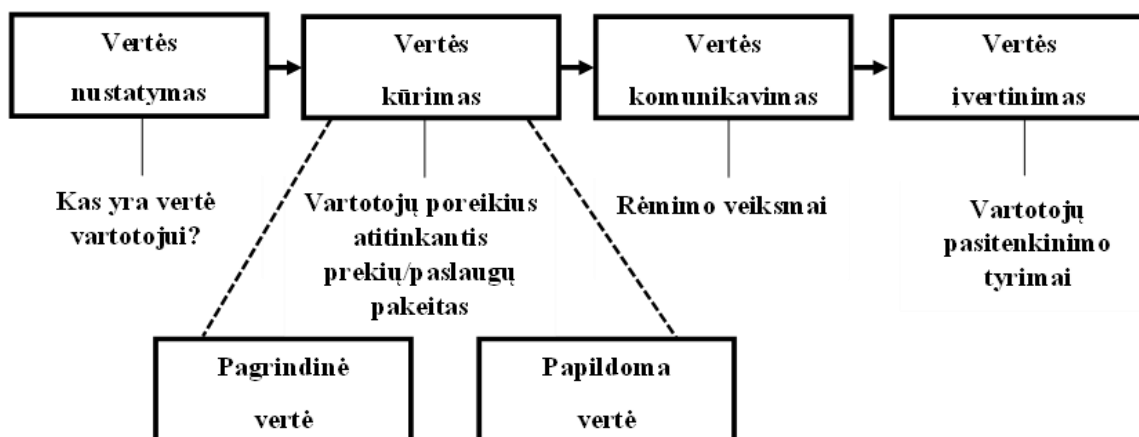 Vertės
nustatymas
Vertės
kūrimas
Vertės
komunikavimas
Vertės
įvertinimas
Kas yra vertė
vartotojui?
Vartotojų poreikius
atitinkantis
prekių/paslaugų
pakeitas
Rėmimo veiksmai
Vartotojų
pasitenkinimo
tyrimai
Pagrindinė
vertė
Papildoma
vertė